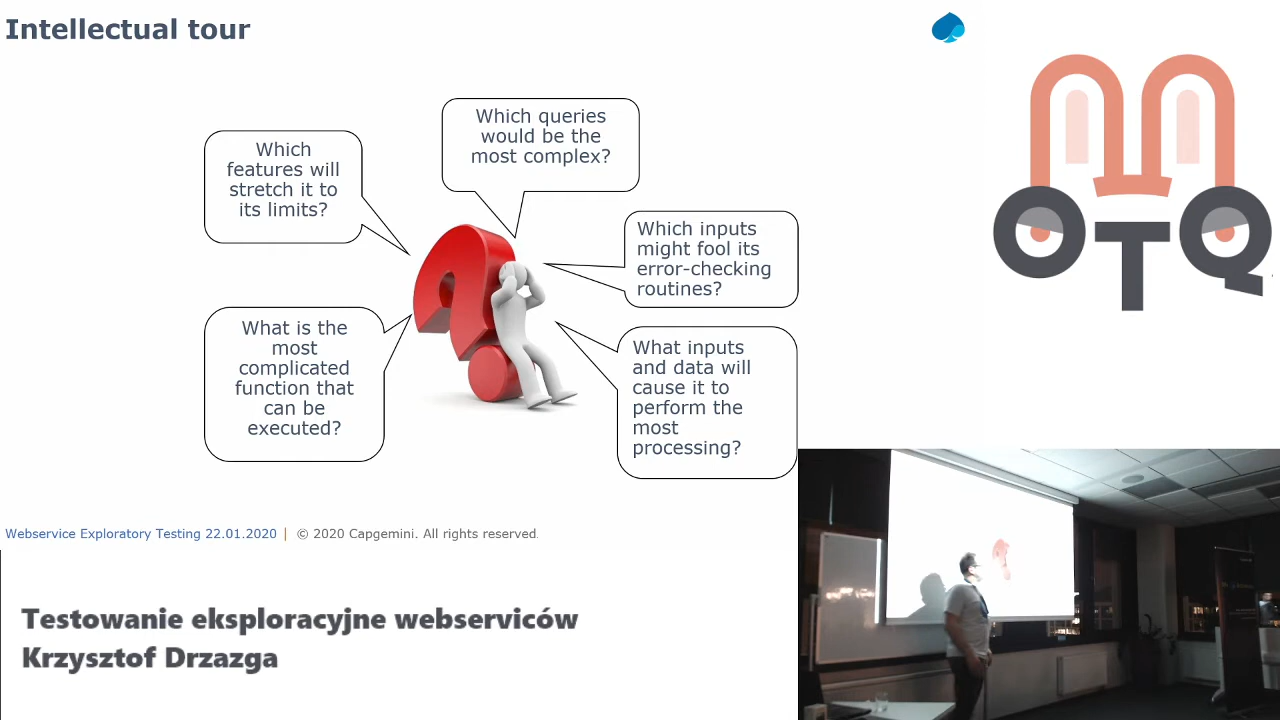 Intellectual tour
Which queries
would be the
most complex?
Which
features will
stretch it to
its limits?
Which inputs
might fool its
error-checking
routines?
What is the
most
complicated
function that
can be
executed?
What inputs
and data will
cause it to
perform the
most
processing?
Webservice Exploratory Testing 22.01.2020 | © 2020 Capgemini. All rights reserved.
OTQ
Testowanie eksploracyjne webserviców
Krzysztof Drzazga